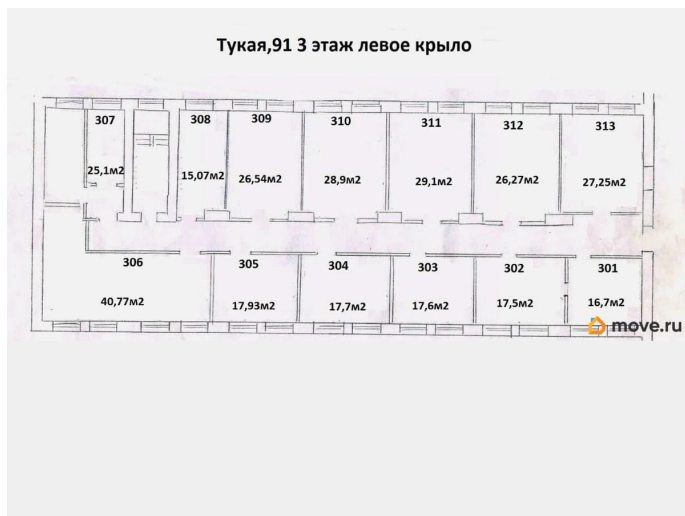 Тукая,91 3 этаж левое крыло
307
308
309
310
311
312
313
25,1м2
15,07м2
26,54м2
28,9м2
29,1м2
26,27м2
27,25м2
306
305
304
303
302
301
40,77м2
17,93м2
17,7м2
17,6м2
17,5м2
16,7м2
move.ru